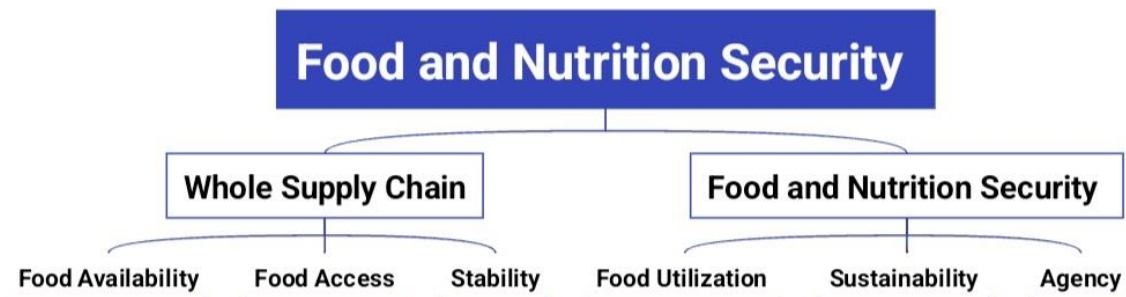 Food and Nutrition Security
Whole Supply Chain
Food and Nutrition Security
Food Availability
Food Access
Stability
Food Utilization
Sustainability
Agency